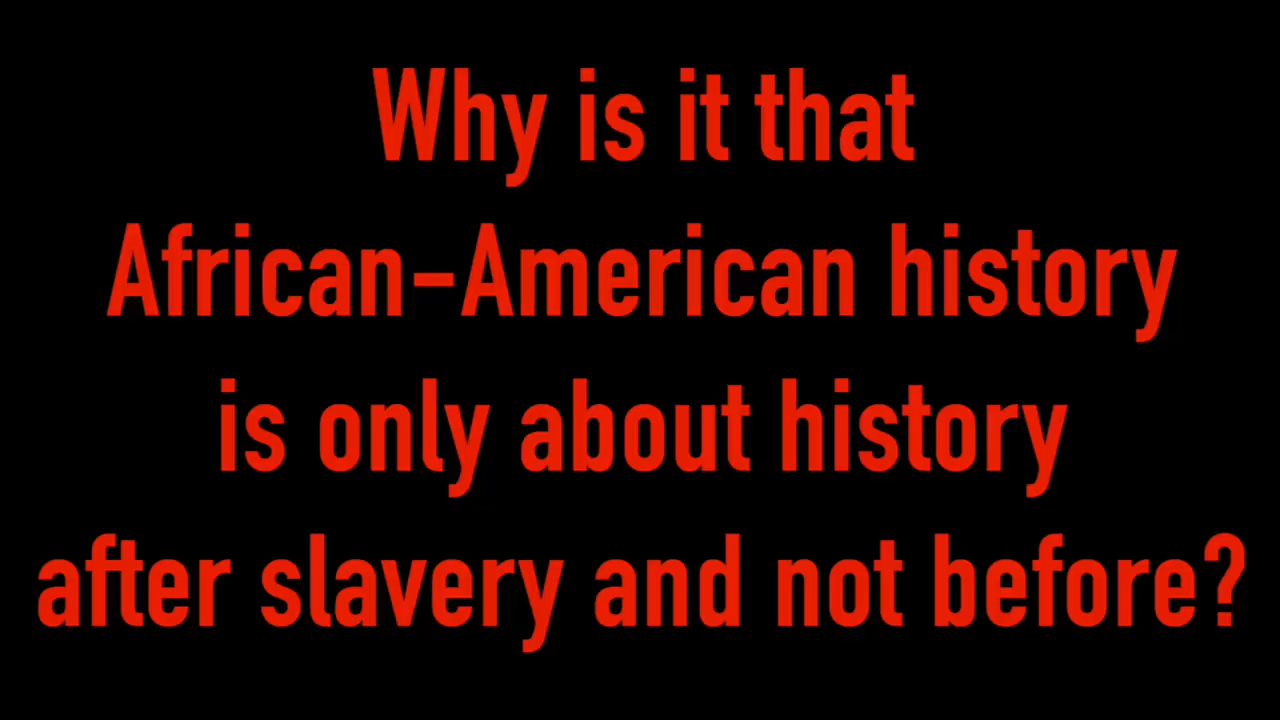 Why is it that
African-American history
is only about history
after slavery and not before?